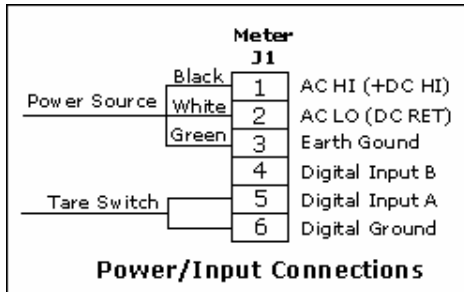 Meter
J1
Black 1 AC HI (+DC HI)
Power Source White 2 AC LO (DC RET)
Green 3 Earth Gound
4 Digital Input B
Tare Switch 5 Digital Input A
6 Digital Ground
Power/Input Connections